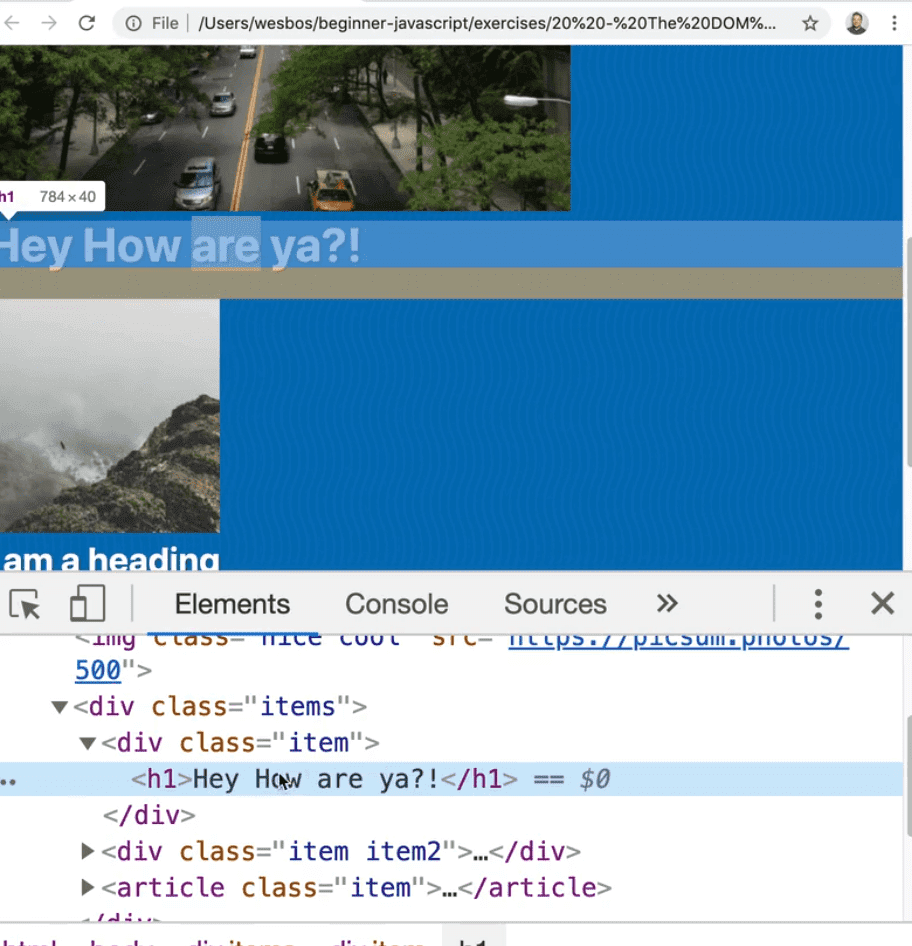 File | /Users/wesbos/beginner-javascript/exercises/20%20-%20The%20DOM%...
h1 784 × 40
Hey How are ya?!
am a heading
Elements Console Sources »
<img class="nice cool" src="https://picsum.photos/
500">
▼<div class="items">
▼<div class="item">
<h1>Hey How are ya?!</h1> == $0
</div>
▶<div class="item item2">…</div>
▶<article class="item">…</article>
</div>
html body div.items div.item h1